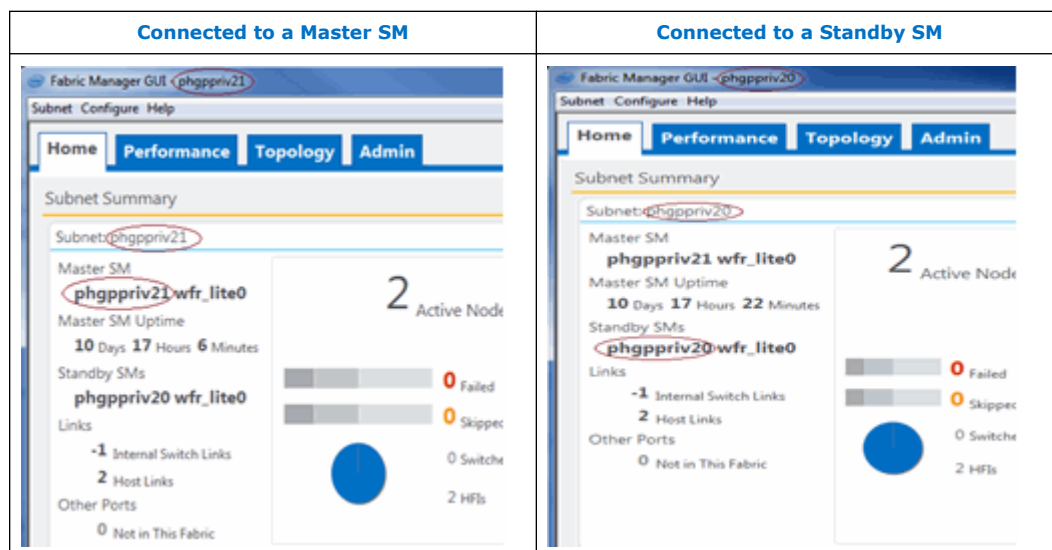 Connected to a Master SM
Fabric Manager GUI - phgppriv21
Subnet Configure Help
Home Performance Topology Admin
Subnet Summary
Subnet: phgppriv21
Master SM
phgppriv21 wfr_lite0
Master SM Uptime
10 Days 17 Hours 6 Minutes
Standby SMs
phgppriv20 wfr_lite0
Links
-1 Internal Switch Links
2 Host Links
Other Ports
0 Not in This Fabric
2 Active Node
0 Failed
0 Skipped
0 Switche
2 HFIs
Connected to a Standby SM
Fabric Manager GUI - phgppriv20
Subnet Configure Help
Home Performance Topology Admin
Subnet Summary
Subnet: phgppriv20
Master SM
phgppriv21 wfr_lite0
Master SM Uptime
10 Days 17 Hours 22 Minutes
Standby SMs
phgppriv20 wfr_lite0
Links
-1 Internal Switch Links
2 Host Links
Other Ports
0 Not in This Fabric
2 Active Node
0 Failed
0 Skipped
0 Switche
2 HFIs